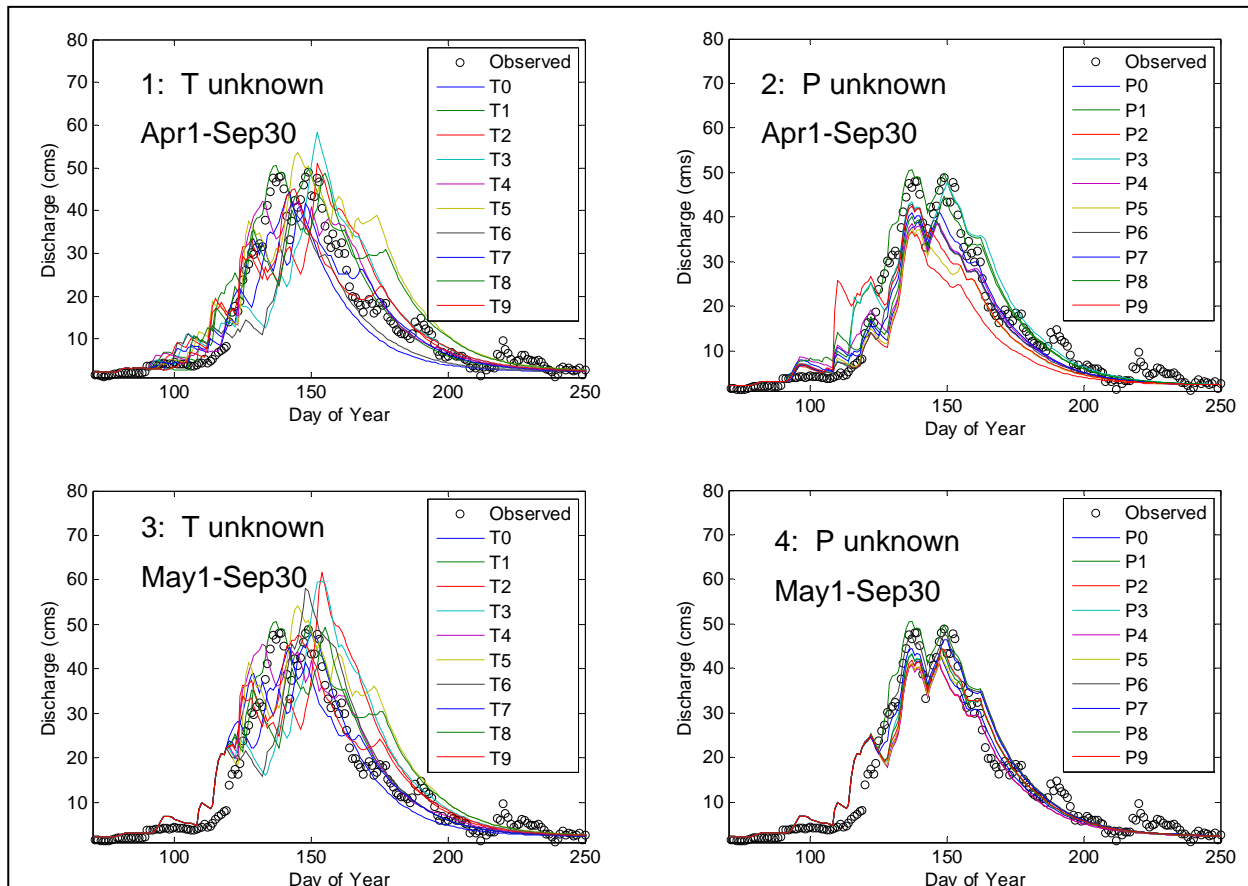 1: T unknown
Apr1-Sep30
Observed
T0
T1
T2
T3
T4
T5
T6
T7
T8
T9
80
70
60
50
40
30
20
10
Discharge (cms)
100
150
200
250
Day of Year
2: P unknown
Apr1-Sep30
Observed
P0
P1
P2
P3
P4
P5
P6
P7
P8
P9
80
70
60
50
40
30
20
10
Discharge (cms)
100
150
200
250
Day of Year
3: T unknown
May1-Sep30
Observed
T0
T1
T2
T3
T4
T5
T6
T7
T8
T9
80
70
60
50
40
30
20
10
Discharge (cms)
100
150
200
250
Day of Year
4: P unknown
May1-Sep30
Observed
P0
P1
P2
P3
P4
P5
P6
P7
P8
P9
80
70
60
50
40
30
20
10
Discharge (cms)
100
150
200
250
Day of Year